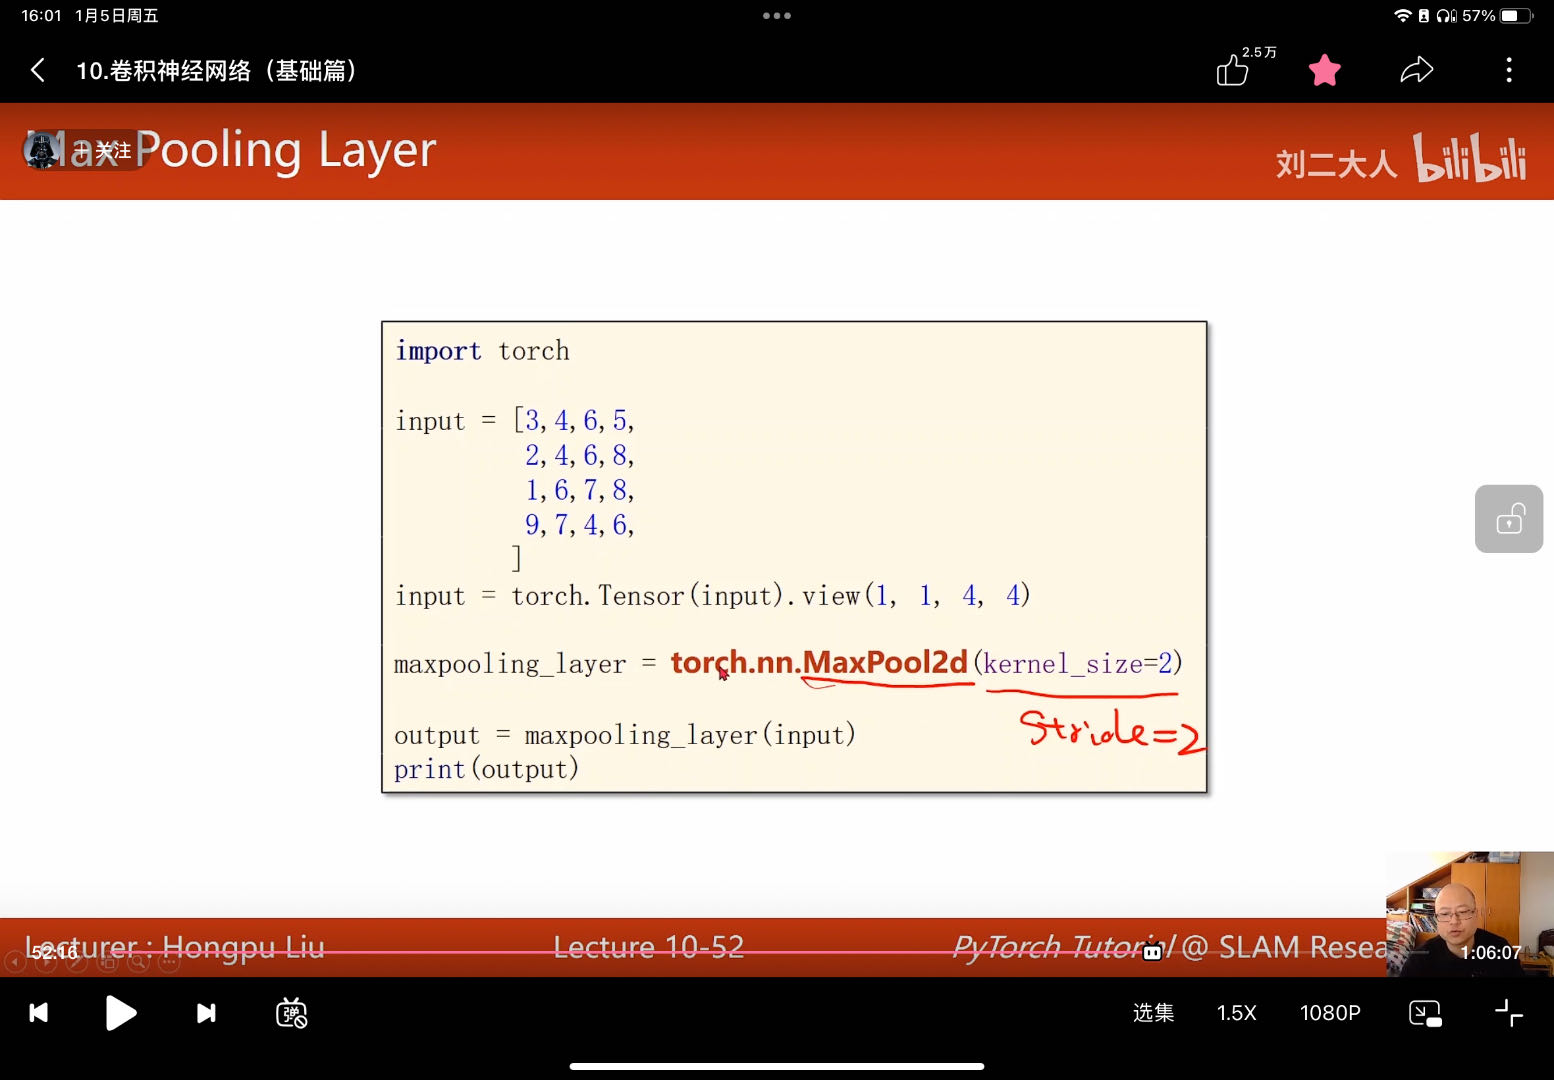 16:01 1月5日周五
57%
10.卷积神经网络（基础篇）
2.5万
Max Pooling Layer
+ 关注
刘二大人 bilibili
import torch
input = [3,4,6,5,
2,4,6,8,
1,6,7,8,
9,7,4,6,
]
input = torch.Tensor(input).view(1, 1, 4, 4)
maxpooling_layer = torch.nn.MaxPool2d(kernel_size=2)
Stride=2
output = maxpooling_layer(input)
print(output)
Lecturer : Hongpu Liu
Lecture 10-52
PyTorch Tutorial @ SLAM Resea
52:16
1:06:07
弹
选集
1.5X
1080P